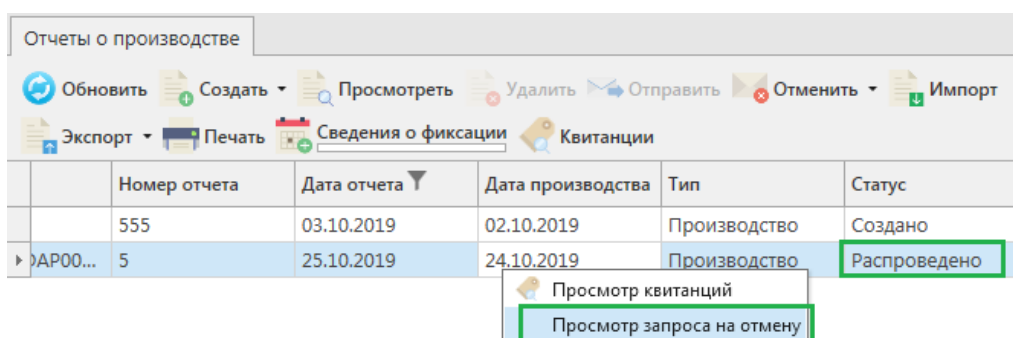 Отчеты о производстве
Обновить Создать Просмотреть Удалить Отправить Отменить Импорт
Экспорт Печать Сведения о фиксации Квитанции
Номер отчета Дата отчета Дата производства Тип Статус
555 03.10.2019 02.10.2019 Производство Создано
ОАР00... 5 25.10.2019 24.10.2019 Производство Распроведено
Просмотр квитанций
Просмотр запроса на отмену